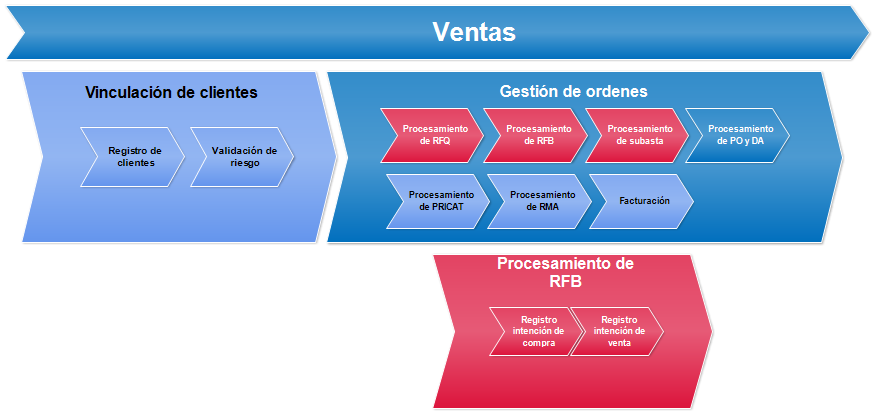 Ventas
Vinculación de clientes
Registro de
clientes
Validación de
riesgo
Gestión de ordenes
Procesamiento
de RFQ
Procesamiento
de RFB
Procesamiento
de subasta
Procesamiento
de PO y DA
Procesamiento
de PRICAT
Procesamiento
de RMA
Facturación
Procesamiento de
RFB
Registro
intención de
compra
Registro
intención de
venta